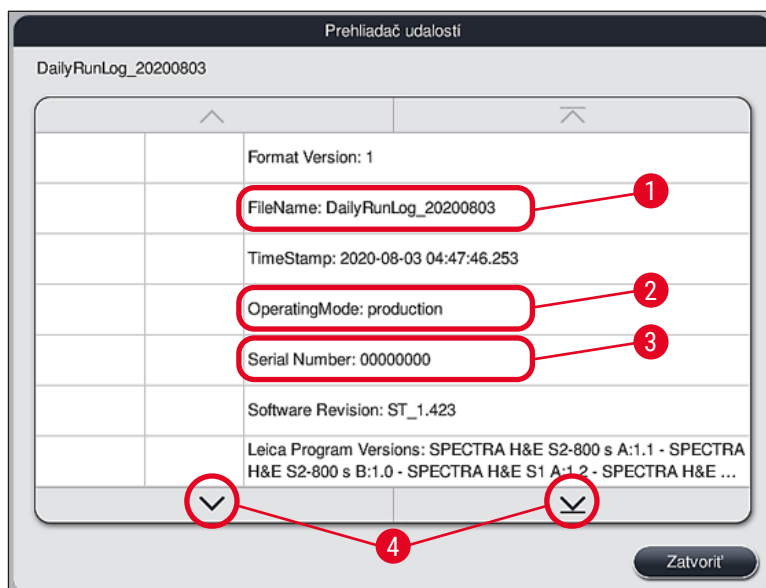 Prehliadač udalostí
DailyRunLog_20200803
Format Version: 1
FileName: DailyRunLog_20200803
1
TimeStamp: 2020-08-03 04:47:46.253
OperatingMode: production
2
Serial Number: 00000000
3
Software Revision: ST_1.423
Leica Program Versions: SPECTRA H&E S2-800 s A:1.1 - SPECTRA
H&E S2-800 s B:1.0 - SPECTRA H&E S1 A:1.2 - SPECTRA H&E ...
4
Zatvoriť